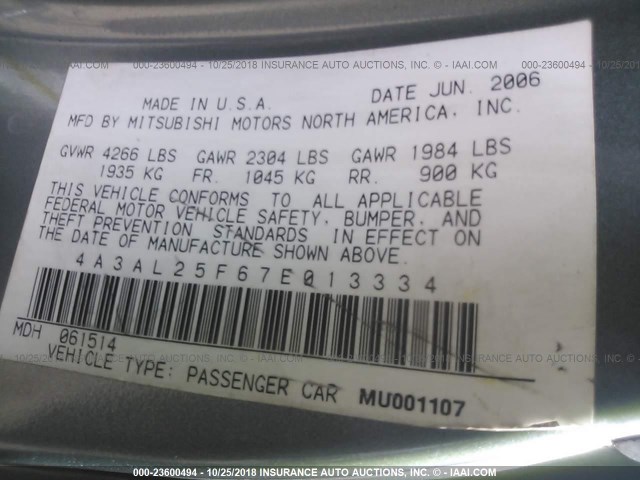 000-23600494 - 10/25/2018 INSURANCE AUTO AUCTIONS, INC. - IAAI.COM
MADE IN U.S.A. DATE JUN. 2006
MFD BY MITSUBISHI MOTORS NORTH AMERICA, INC.
GVWR 4266 LBS GAWR 2304 LBS GAWR 1984 LBS
1935 KG FR. 1045 KG RR. 900 KG
THIS VEHICLE CONFORMS TO ALL APPLICABLE
FEDERAL MOTOR VEHICLE SAFETY, BUMPER, AND
THEFT PREVENTION STANDARDS IN EFFECT ON
THE DATE OF MANUFACTURE SHOWN ABOVE.
4A3AL25F67E013334
MDH 061514
VEHICLE TYPE: PASSENGER CAR MU001107
000-23600494 - 10/25/2018 INSURANCE AUTO AUCTIONS, INC. - IAAI.COM